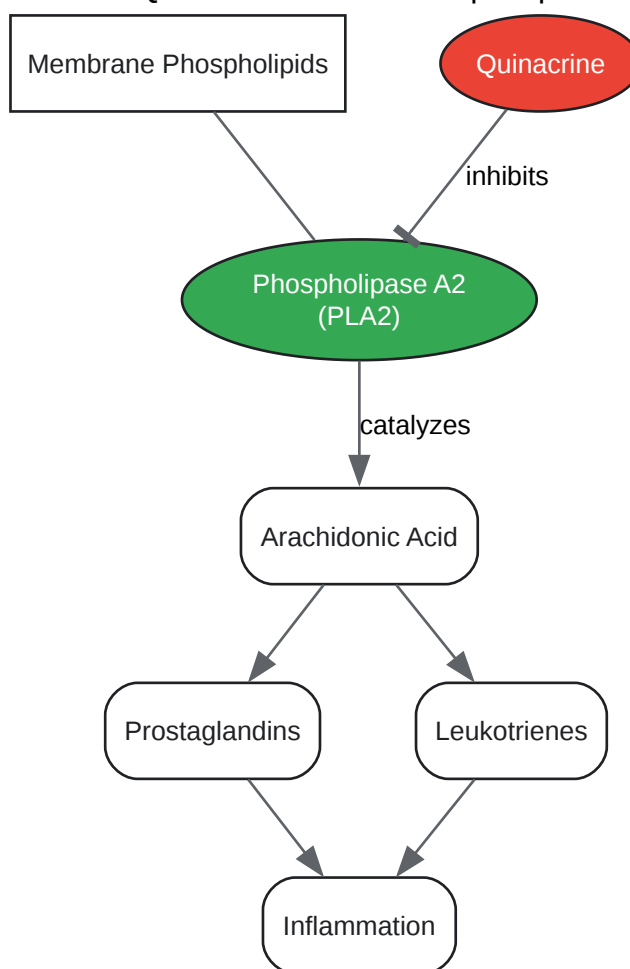 Membrane Phospholipids
Quinacrine
inhibits
Phospholipase A2
(PLA2)
catalyzes
Arachidonic Acid
Prostaglandins
Leukotrienes
Inflammation